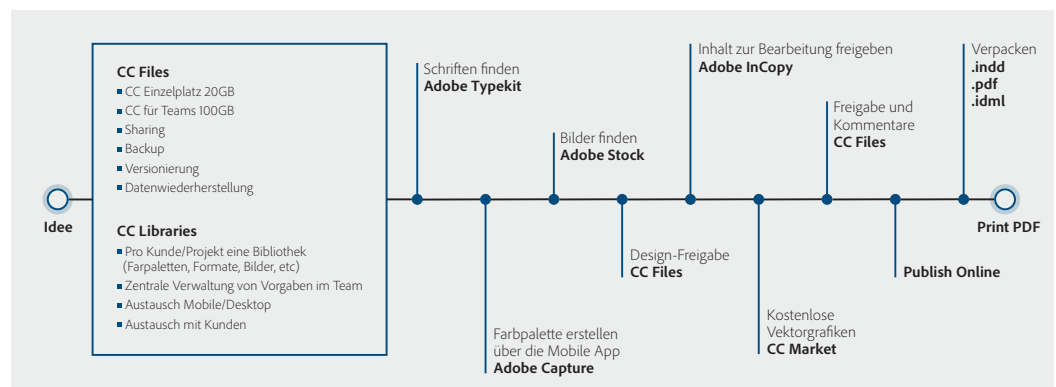 Idee
CC Files
CC Einzelplatz 20GB
CC für Teams 100GB
Sharing
Backup
Versionierung
Datenwiederherstellung
CC Libraries
Pro Kunde/Projekt eine Bibliothek
(Farpaletten, Formate, Bilder, etc)
Zentrale Verwaltung von Vorgaben im Team
Austausch Mobile/Desktop
Austausch mit Kunden
Schriften finden
Adobe Typekit
Farbpalette erstellen
über die Mobile App
Adobe Capture
Bilder finden
Adobe Stock
Design-Freigabe
CC Files
Inhalt zur Bearbeitung freigeben
Adobe InCopy
Kostenlose
Vektorgrafiken
CC Market
Freigabe und
Kommentare
CC Files
Publish Online
Verpacken
.indd
.pdf
.idml
Print PDF